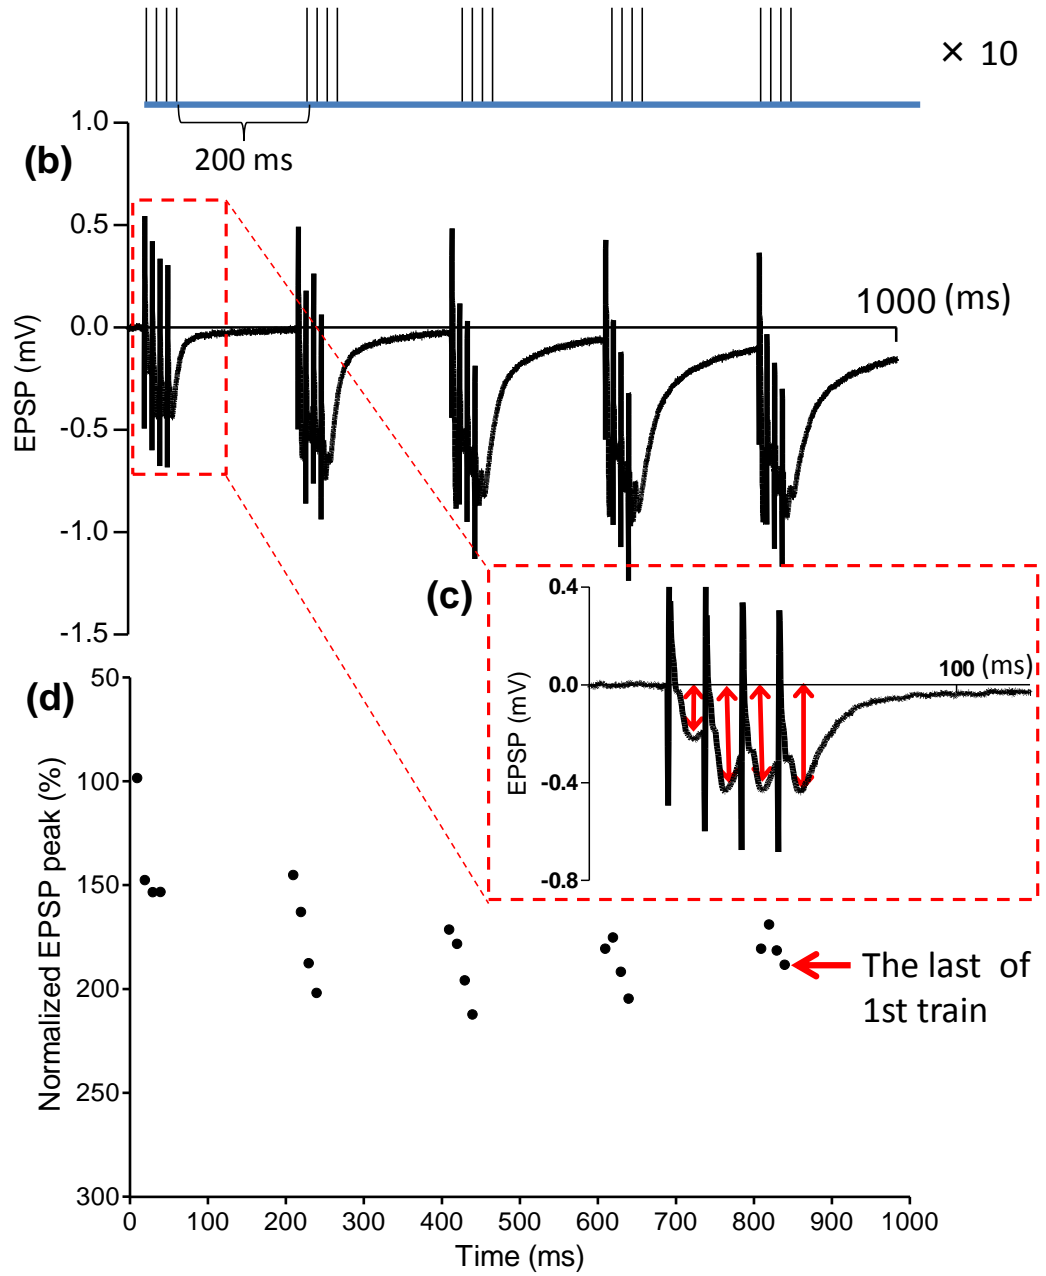 × 10
200 ms
(b)
1.0
0.5
0.0
-0.5
-1.0
-1.5
EPSP (mV)
1000 (ms)
(c)
0.4
0.0
-0.4
-0.8
EPSP (mV)
100 (ms)
(d)
50
100
150
200
250
300
Normalized EPSP peak (%)
The last of
1st train
0 100 200 300 400 500 600 700 800 900 1000
Time (ms)